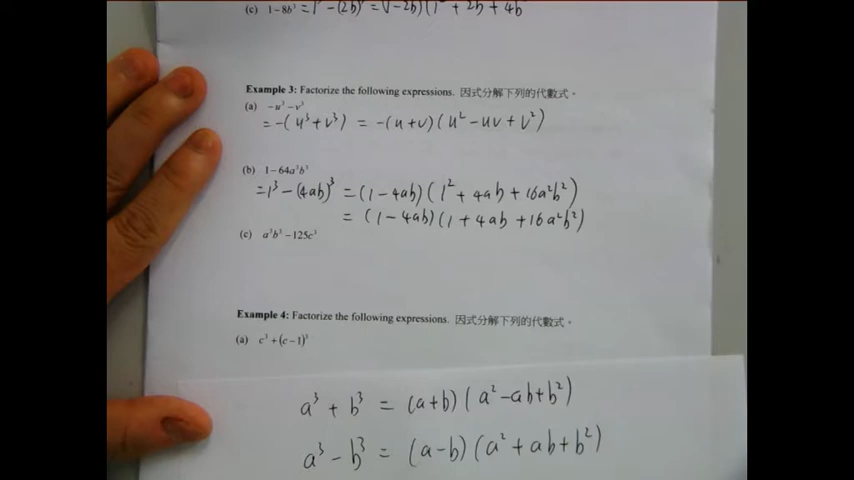 (c) 1-8b³ = 1³ - (2b)³ = (1-2b)(1² + 2b + 4b²
Example 3: Factorize the following expressions. 因式分解下列的代數式。
(a) -u³-v³
= -(u³+v³) = -(u+v)(u²-uv+v²)
(b) 1-64a³b³
= 1³-(4ab)³ = (1-4ab)(1²+4ab+16a²b²)
= (1-4ab)(1+4ab+16a²b²)
(c) a³b³-125c³
Example 4: Factorize the following expressions. 因式分解下列的代數式。
(a) c³+(c-1)³
a³+b³ = (a+b)(a²-ab+b²)
a³-b³ = (a-b)(a²+ab+b²)